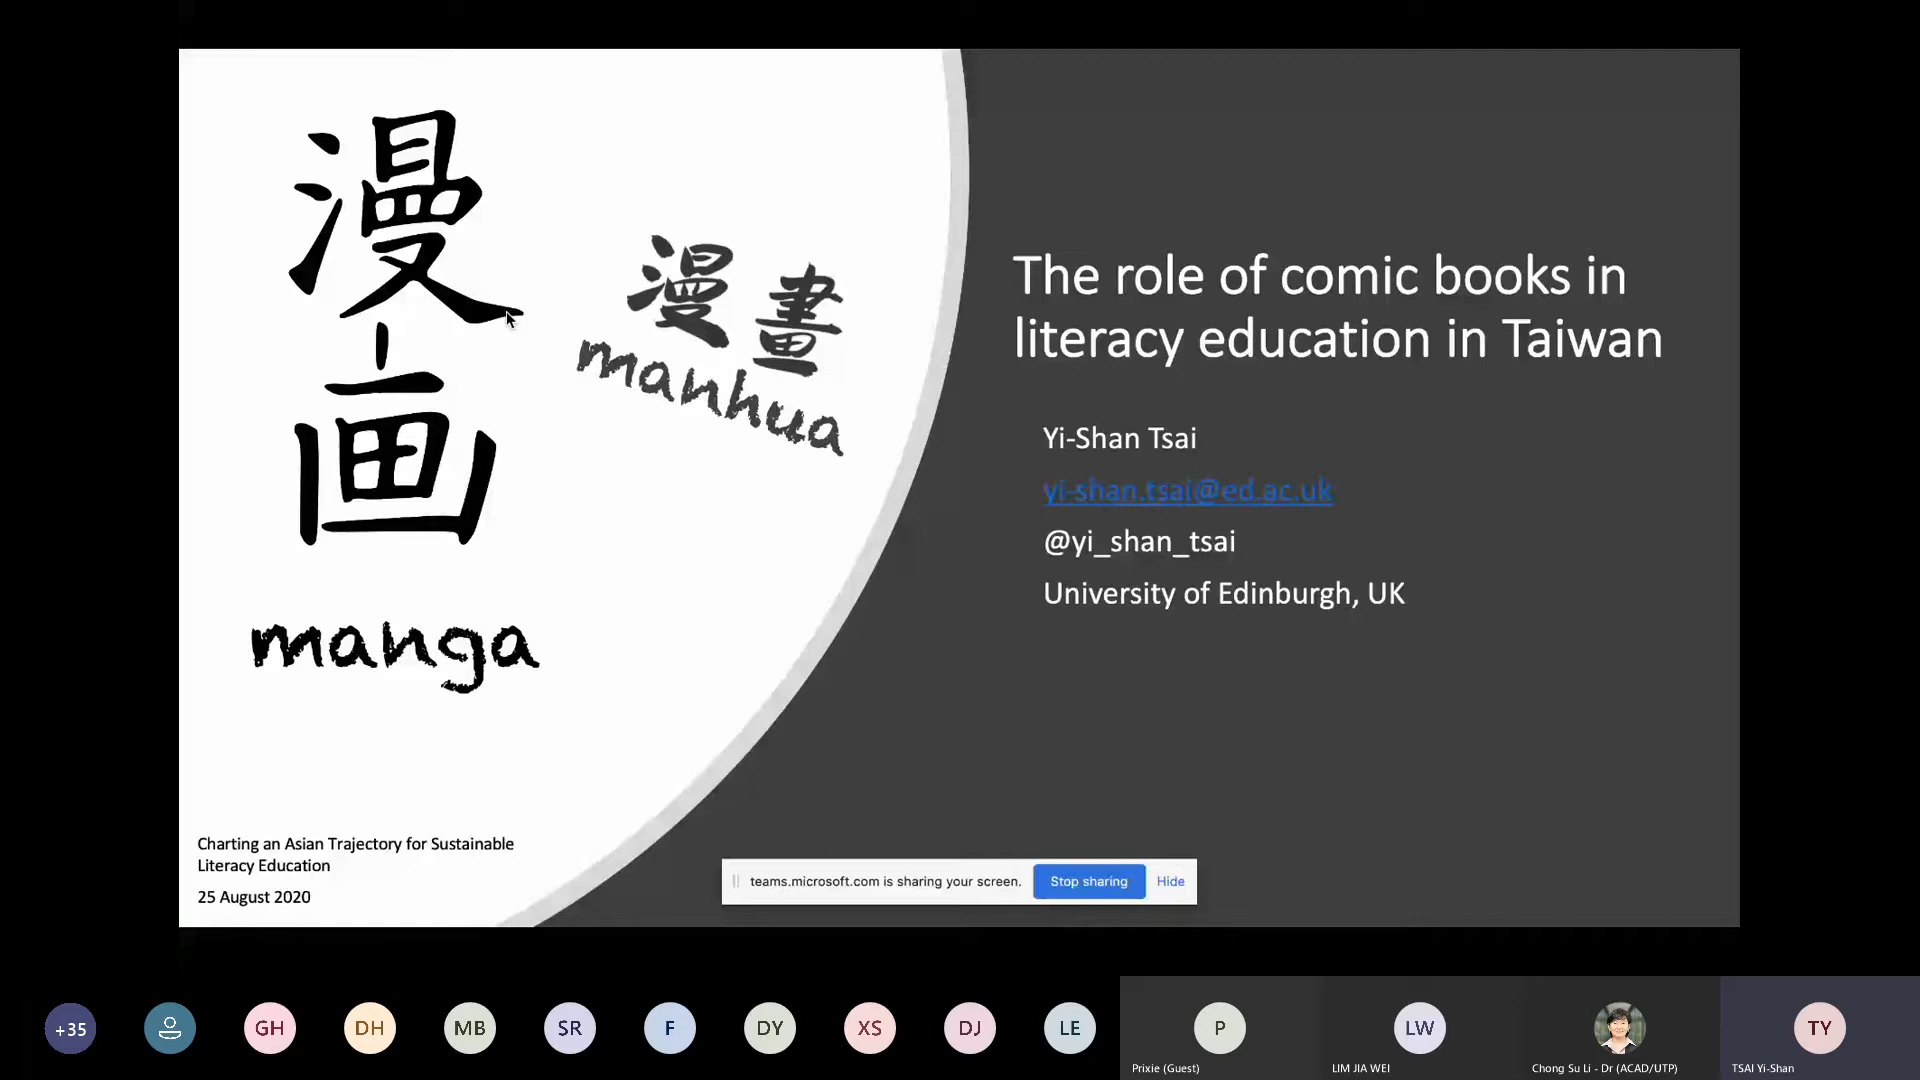 漫
画
manga
漫畫
manhua
The role of comic books in
literacy education in Taiwan
Yi-Shan Tsai
yi-shan.tsai@ed.ac.uk
@yi_shan_tsai
University of Edinburgh, UK
Charting an Asian Trajectory for Sustainable
Literacy Education
25 August 2020
teams.microsoft.com is sharing your screen. Stop sharing Hide
+35 GH DH MB SR F DY XS DJ LE P LW TY
Prixie (Guest) LIM JIA WEI Chong Su Li - Dr (ACAD/UTP) TSAI Yi-Shan